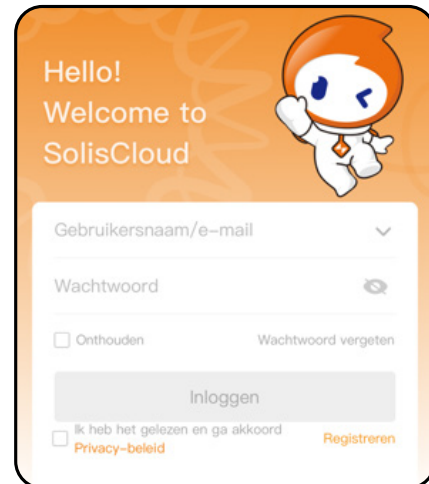 Hello!
Welcome to
SolisCloud
Gebruikersnaam/e-mail
Wachtwoord
Onthouden
Wachtwoord vergeten
Inloggen
Ik heb het gelezen en ga akkoord
Privacy-beleid
Registreren